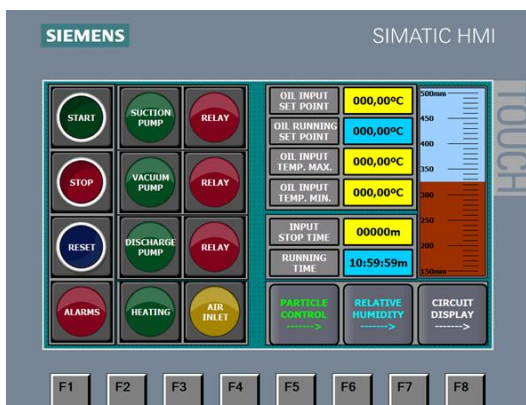 SIEMENS
SIMATIC HMI
TOUCH
START
SUCTION
PUMP
RELAY
STOP
VACUUM
PUMP
RELAY
RESET
DISCHARGE
PUMP
RELAY
ALARMS
HEATING
AIR
INLET
OIL INPUT
SET POINT
000,00ºC
OIL RUNNING
SET POINT
000,00ºC
OIL INPUT
TEMP. MAX.
000,00ºC
OIL INPUT
TEMP. MIN.
000,00ºC
INPUT
STOP TIME
00000m
RUNNING
TIME
10:59:59m
500mm
450
400
350
300
250
200
150mm
PARTICLE
CONTROL
------->
RELATIVE
HUMIDITY
------->
CIRCUIT
DISPLAY
------->
F1
F2
F3
F4
F5
F6
F7
F8